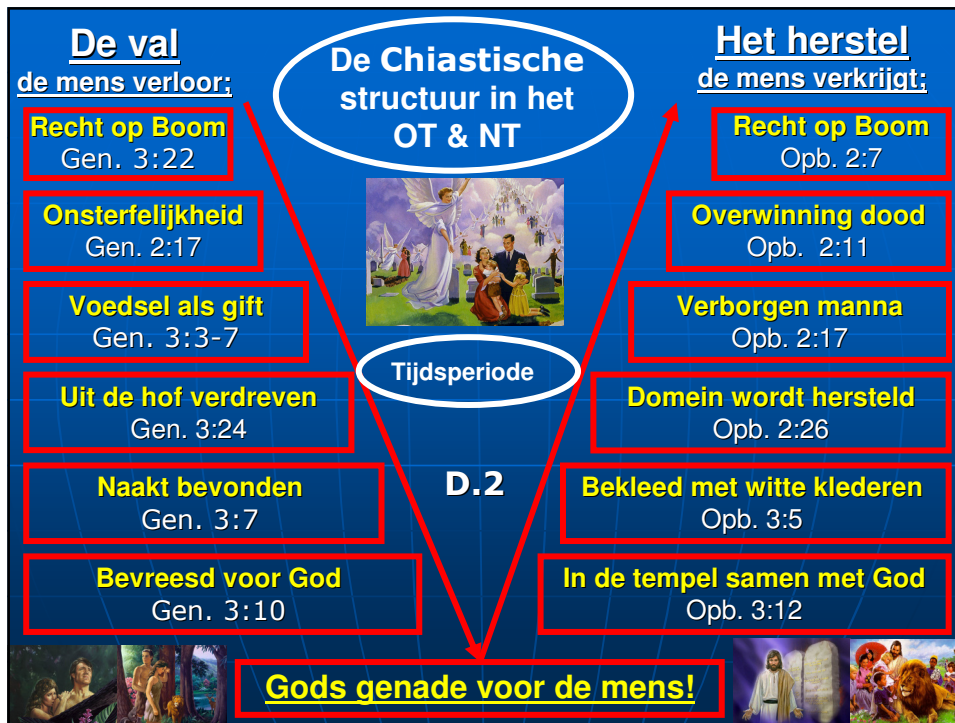 De val
de mens verloor;
Recht op Boom
Gen. 3:22
Onsterfelijkheid
Gen. 2:17
Voedsel als gift
Gen. 3:3-7
Uit de hof verdreven
Gen. 3:24
Naakt bevonden
Gen. 3:7
Bevreesd voor God
Gen. 3:10
De Chiastische
structuur in het
OT & NT
Tijdsperiode
D.2
Het herstel
de mens verkrijgt;
Recht op Boom
Opb. 2:7
Overwinning dood
Opb. 2:11
Verborgen manna
Opb. 2:17
Domein wordt hersteld
Opb. 2:26
Bekleed met witte klederen
Opb. 3:5
In de tempel samen met God
Opb. 3:12
Gods genade voor de mens!